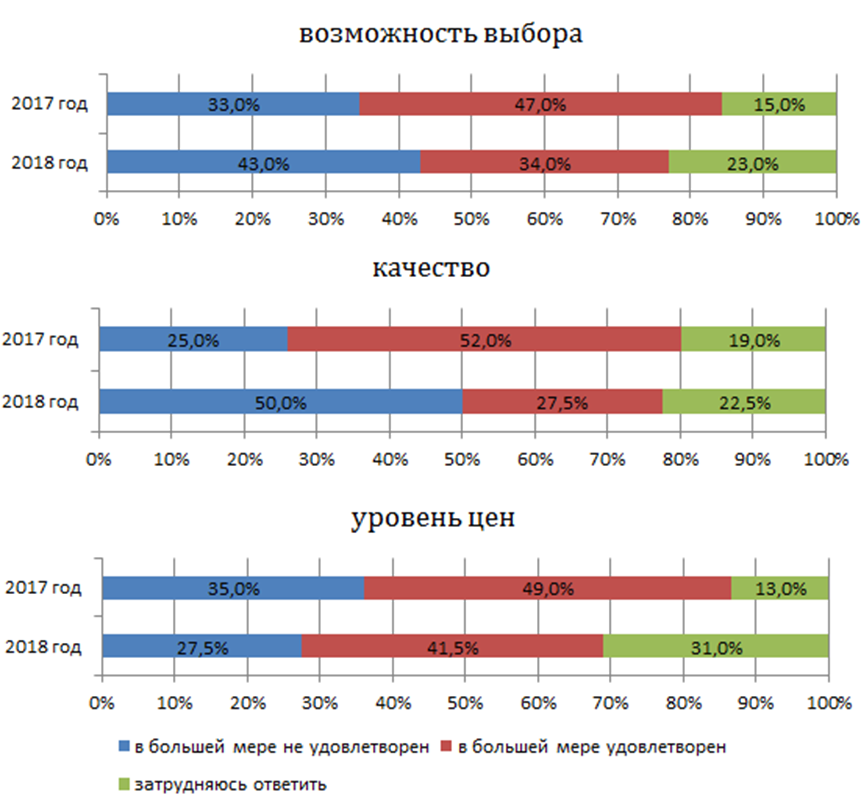 возможность выбора
2017 год 33,0% 47,0% 15,0%
2018 год 43,0% 34,0% 23,0%
0% 10% 20% 30% 40% 50% 60% 70% 80% 90% 100%
качество
2017 год 25,0% 52,0% 19,0%
2018 год 50,0% 27,5% 22,5%
0% 10% 20% 30% 40% 50% 60% 70% 80% 90% 100%
уровень цен
2017 год 35,0% 49,0% 13,0%
2018 год 27,5% 41,5% 31,0%
0% 10% 20% 30% 40% 50% 60% 70% 80% 90% 100%
в большей мере не удовлетворен в большей мере удовлетворен
затрудняюсь ответить